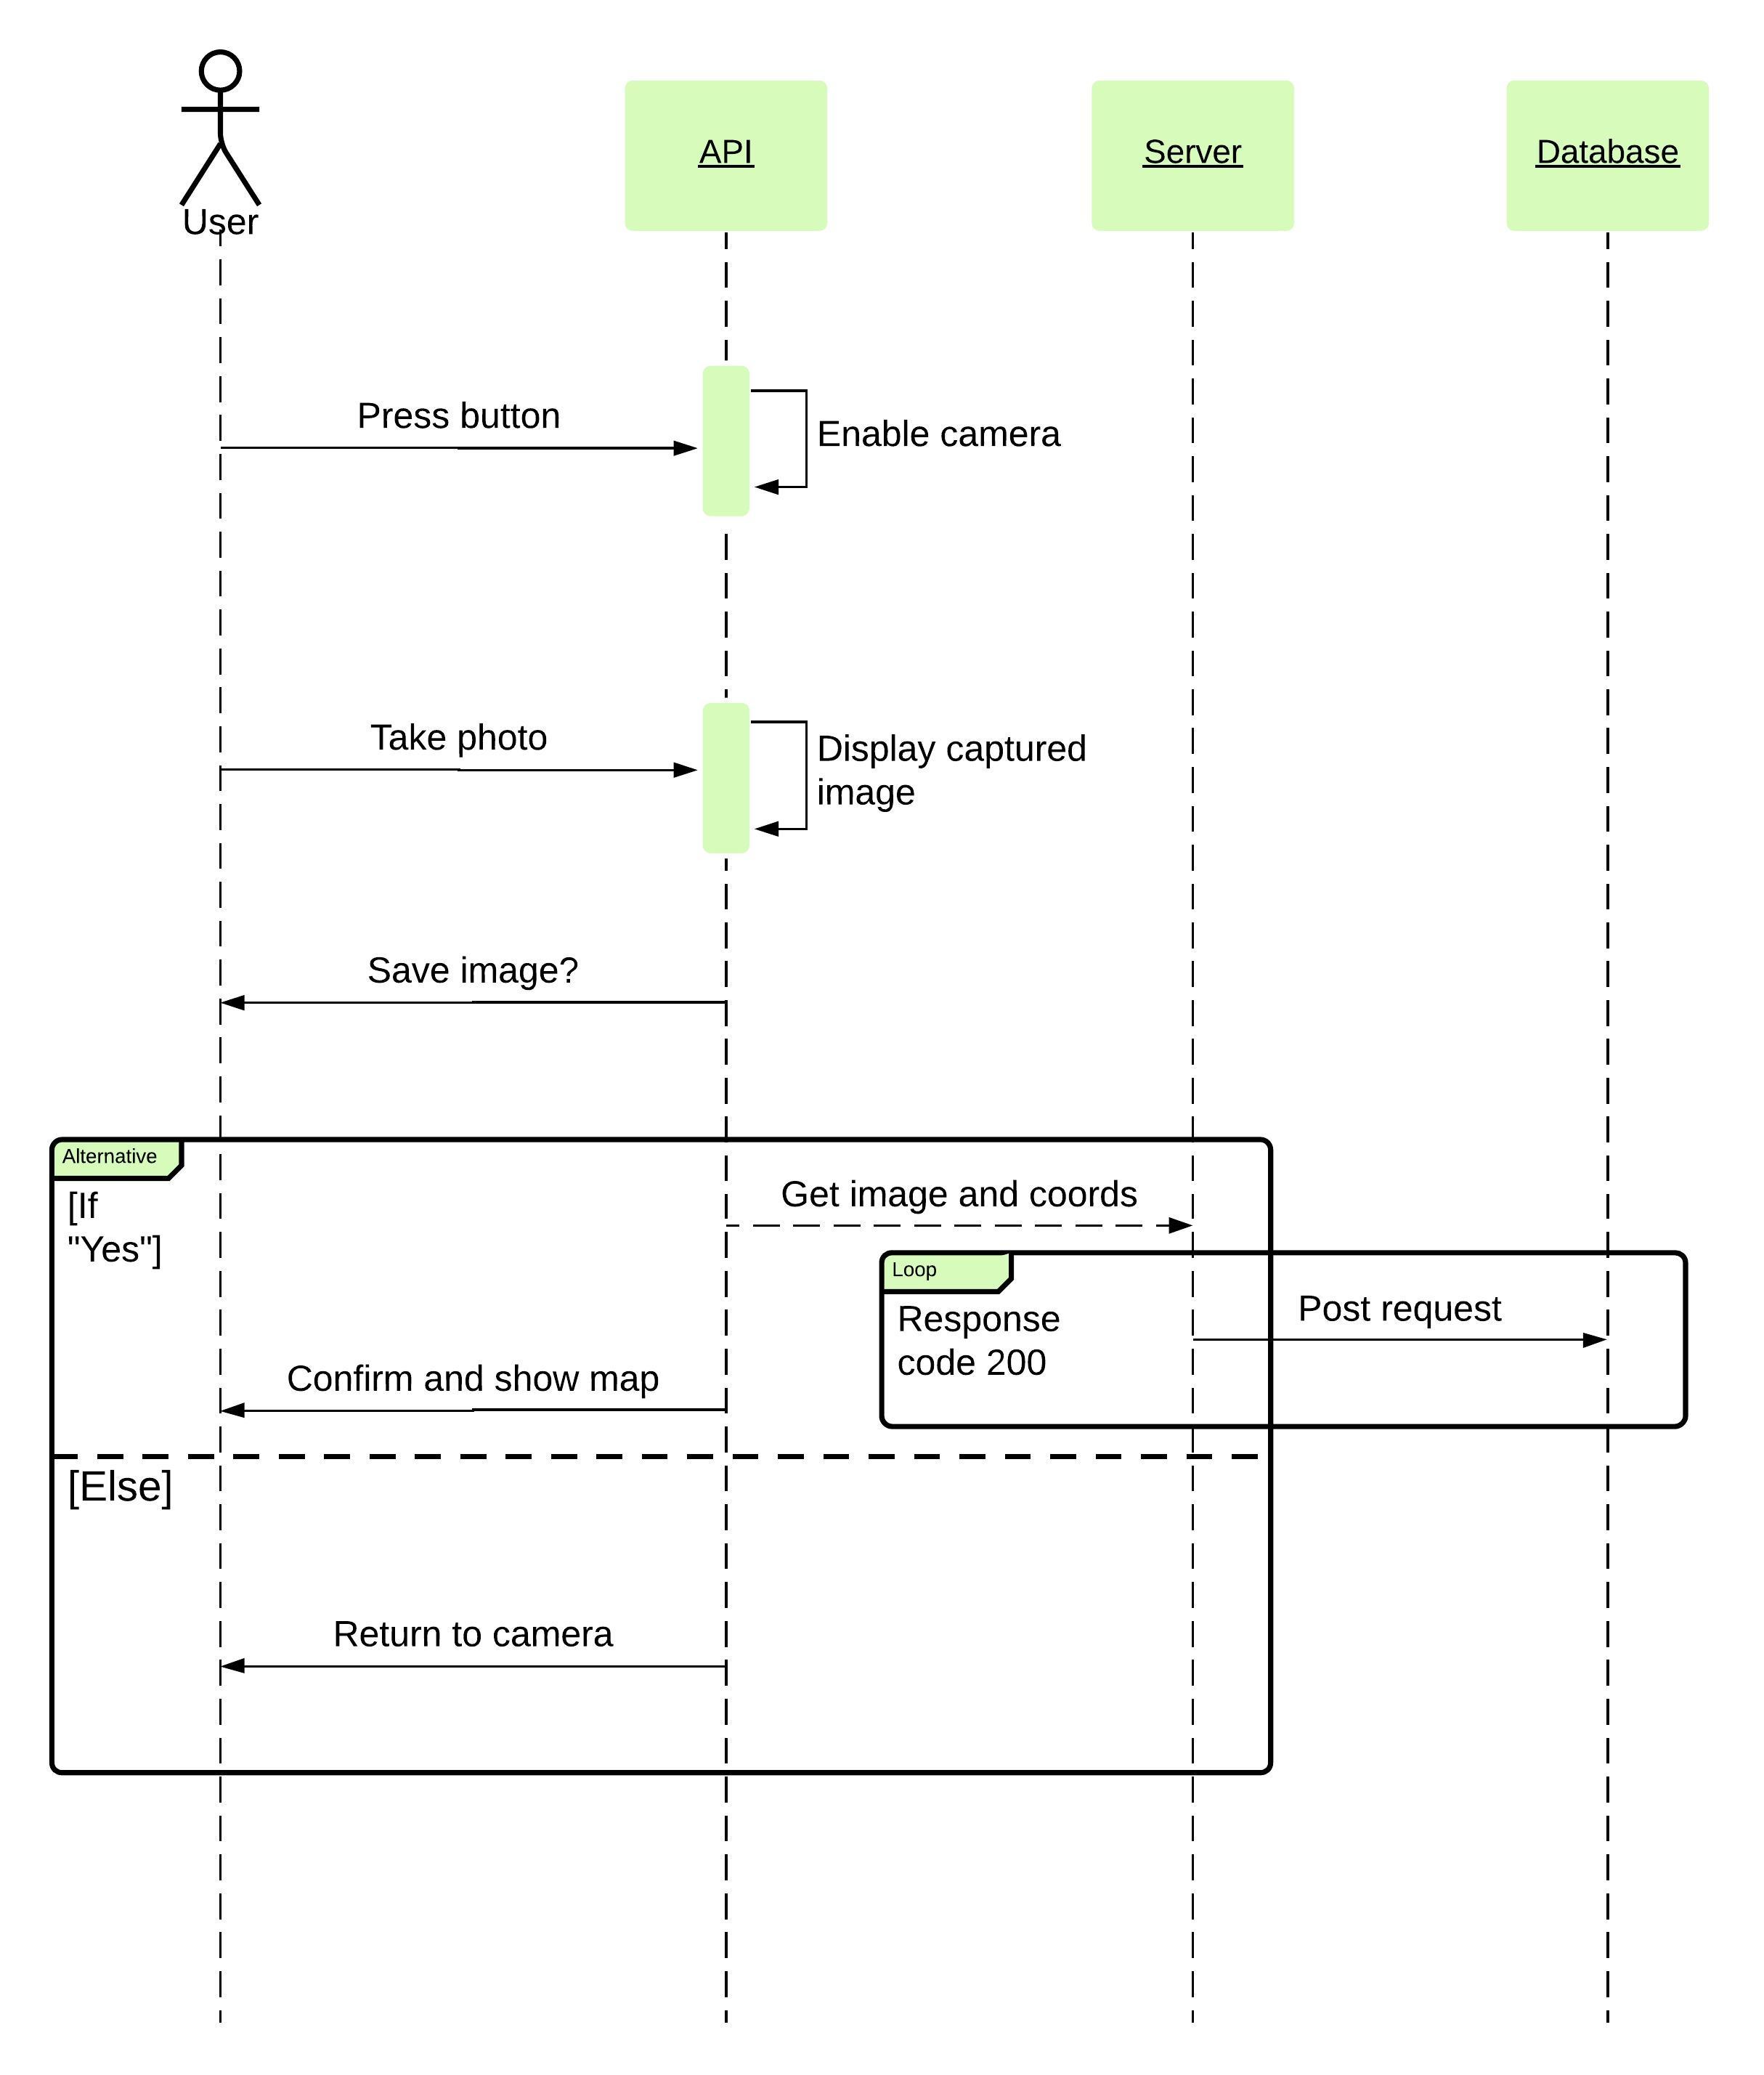 User
API
Server
Database
Press button
Enable camera
Take photo
Display captured
image
Save image?
Alternative
[If
"Yes"]
Get image and coords
Loop
Response
code 200
Post request
Confirm and show map
[Else]
Return to camera